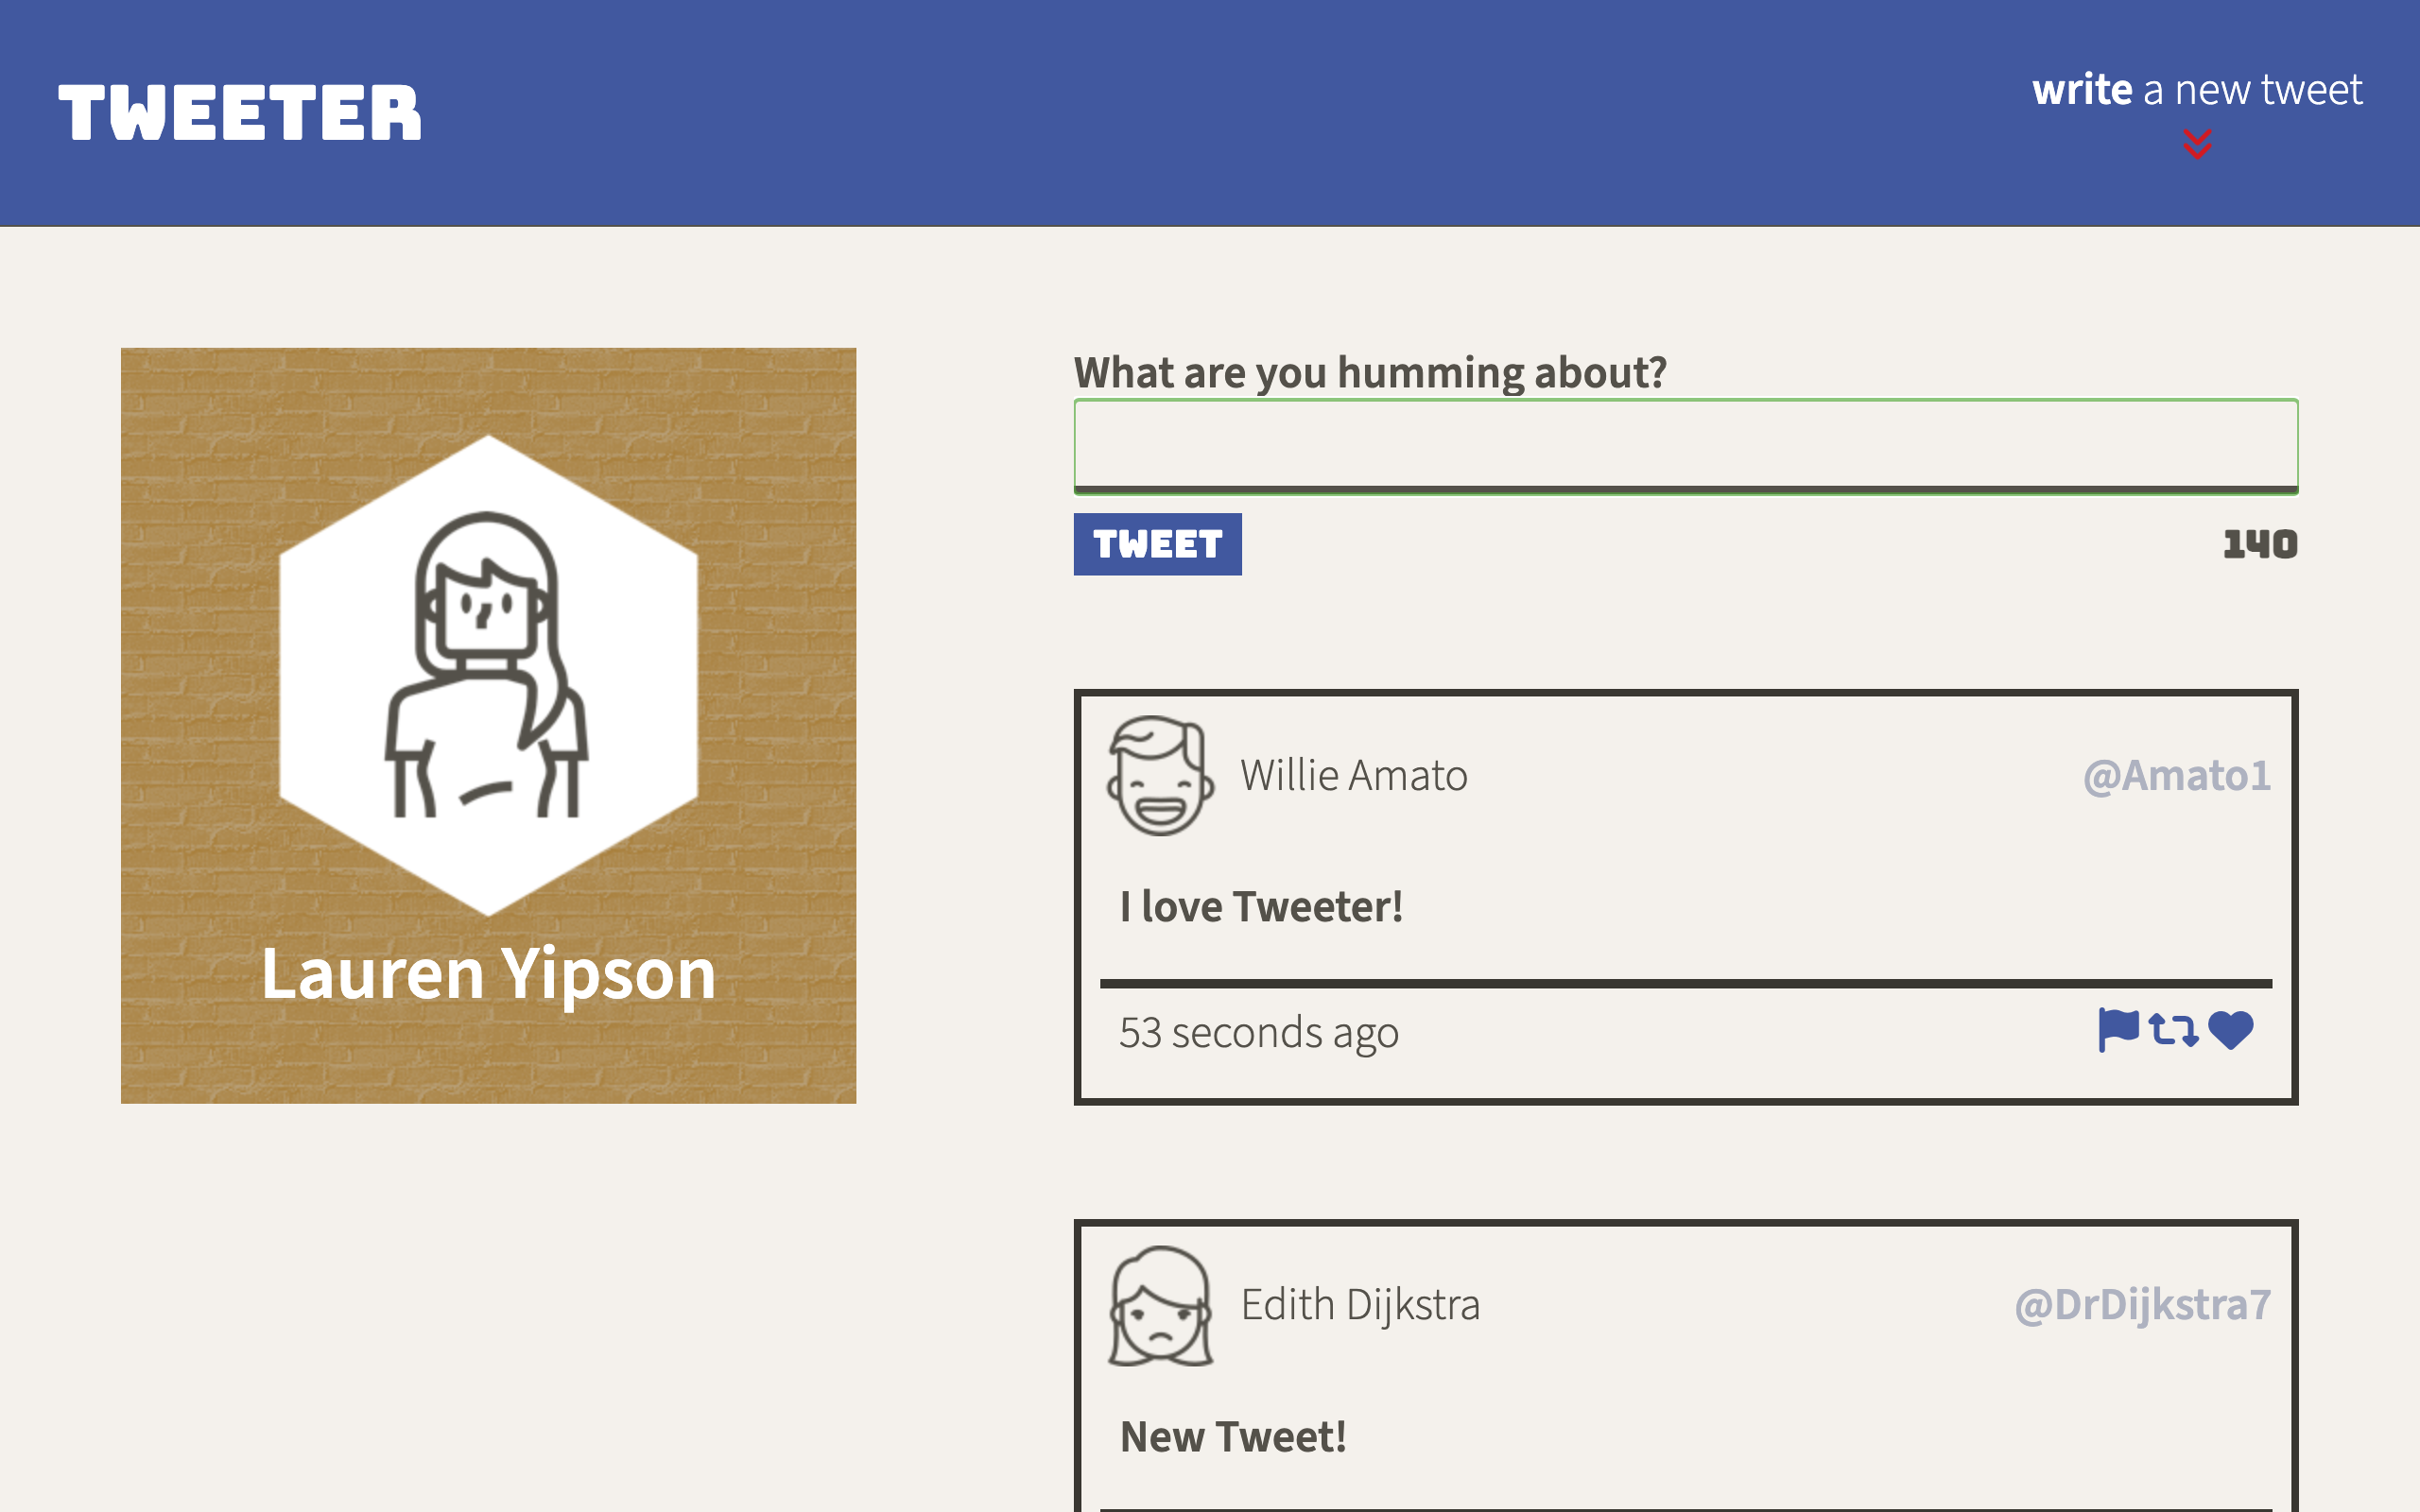 TWEETER
write a new tweet
Lauren Yipson
What are you humming about?
TWEET
140
Willie Amato
@Amato1
I love Tweeter!
53 seconds ago
Edith Dijkstra
@DrDijkstra7
New Tweet!